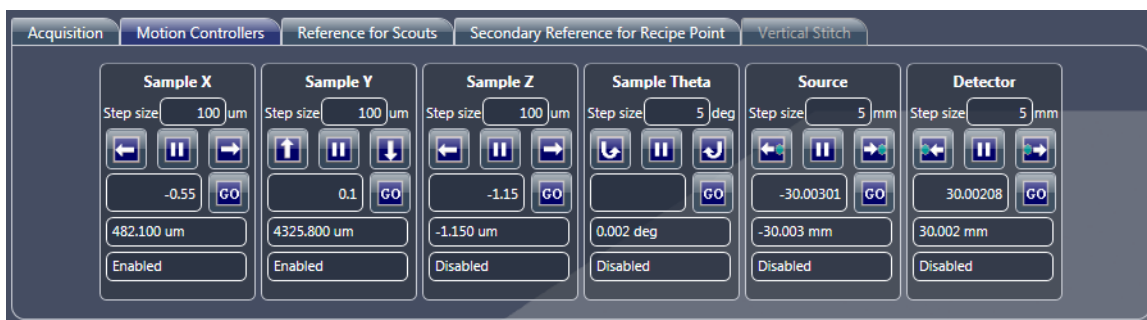 Acquisition Motion Controllers Reference for Scouts Secondary Reference for Recipe Point Vertical Stitch
Sample X Sample Y Sample Z Sample Theta Source Detector
Step size 100 um Step size 100 um Step size 100 um Step size 5 deg Step size 5 mm Step size 5 mm
-0.55 GO 0.1 GO -1.15 GO GO -30.00301 GO 30.00208 GO
482.100 um 4325.800 um -1.150 um 0.002 deg -30.003 mm 30.002 mm
Enabled Enabled Disabled Disabled Disabled Disabled